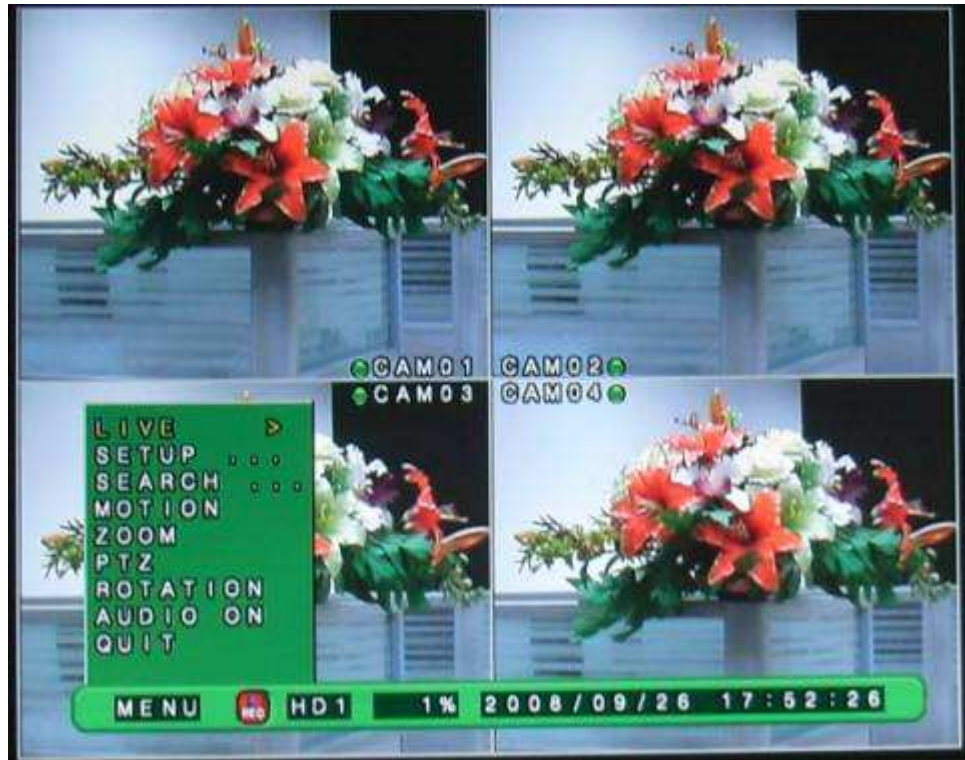 CAM01 CAM02
CAM03 CAM04
LIVE >
SETUP ...
SEARCH ...
MOTION
ZOOM
PTZ
ROTATION
AUDIO ON
QUIT
MENU REC HD1 1% 2008/09/26 17:52:26